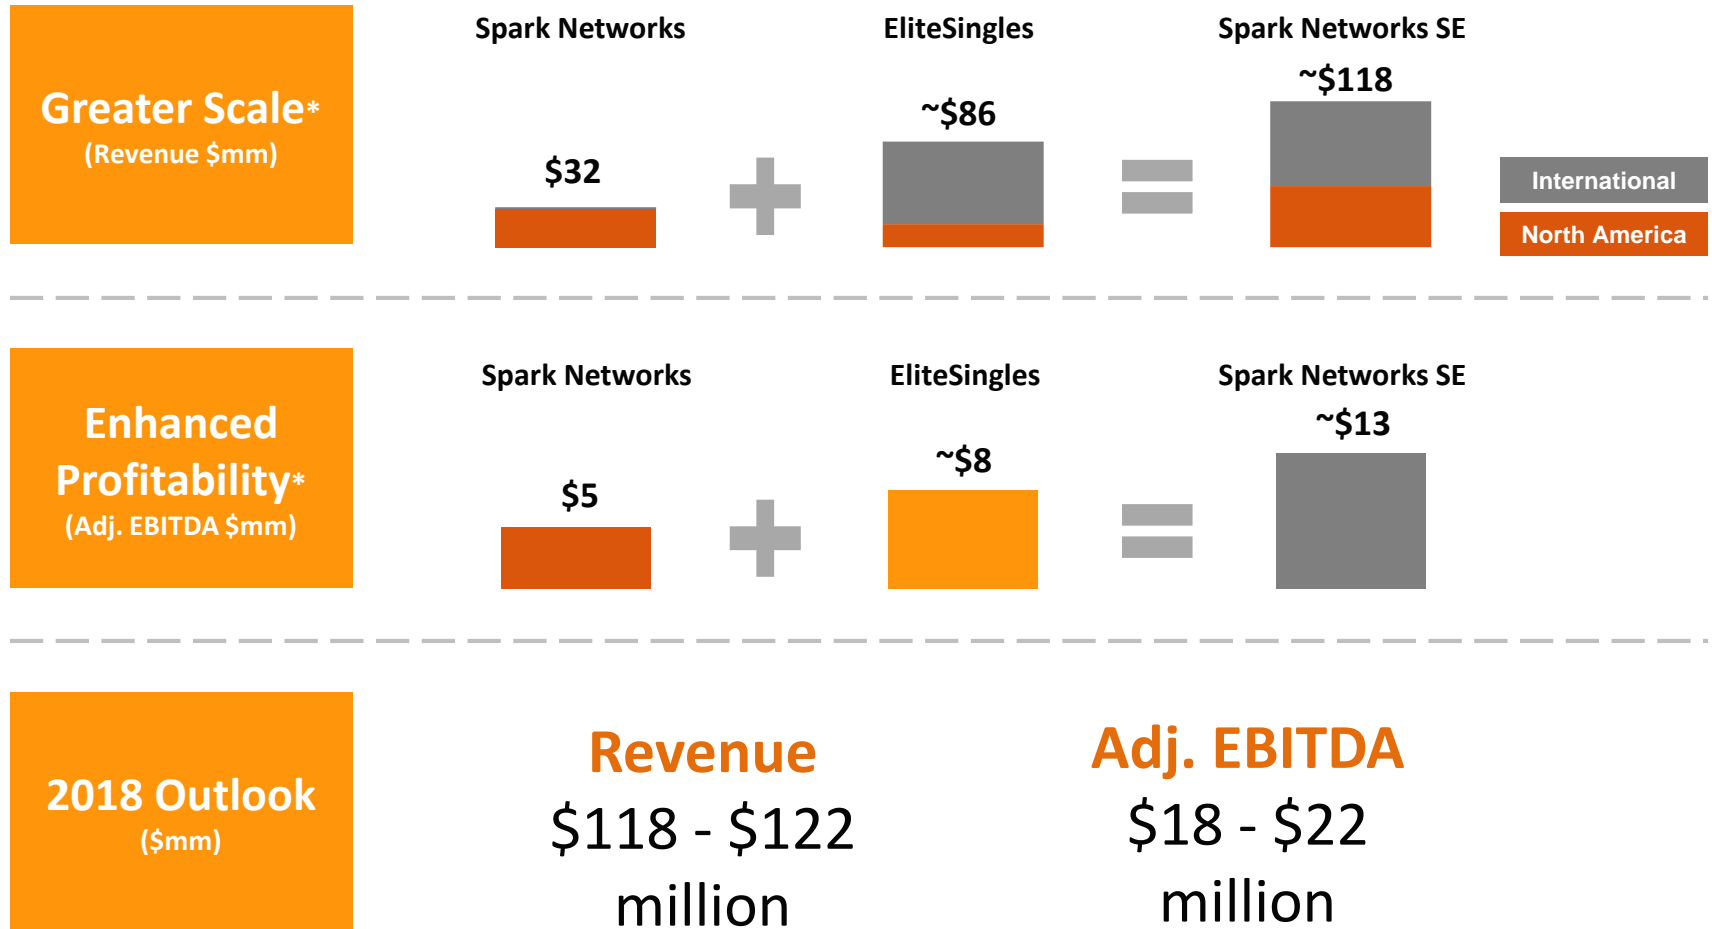 Greater Scale*
(Revenue $mm)
Spark Networks
EliteSingles
Spark Networks SE
$32
~$86
~$118
International
North America
Enhanced
Profitability*
(Adj. EBITDA $mm)
Spark Networks
EliteSingles
Spark Networks SE
$5
~$8
~$13
2018 Outlook
($mm)
Revenue
$118 - $122
million
Adj. EBITDA
$18 - $22
million